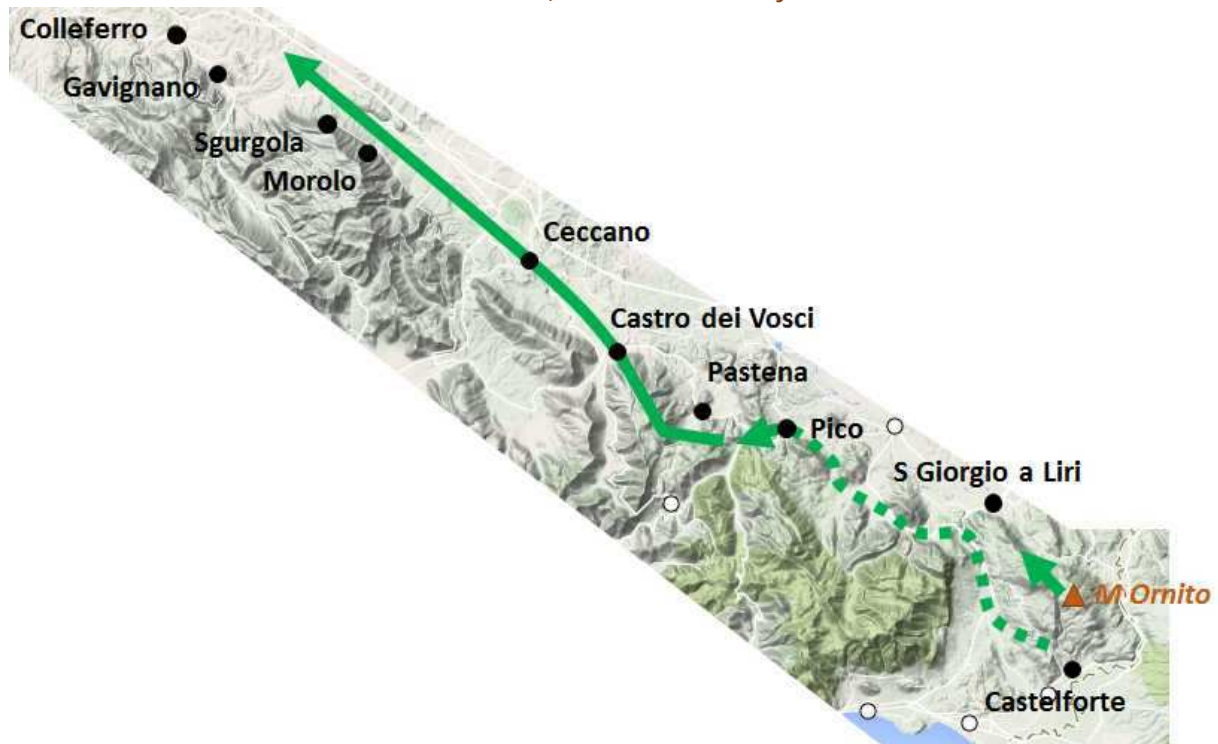 Colleferro
Gavignano
Sgurgola
Morolo
Ceccano
Castro dei Vosci
Pastena
Pico
S Giorgio a Liri
M Ornito
Castelforte